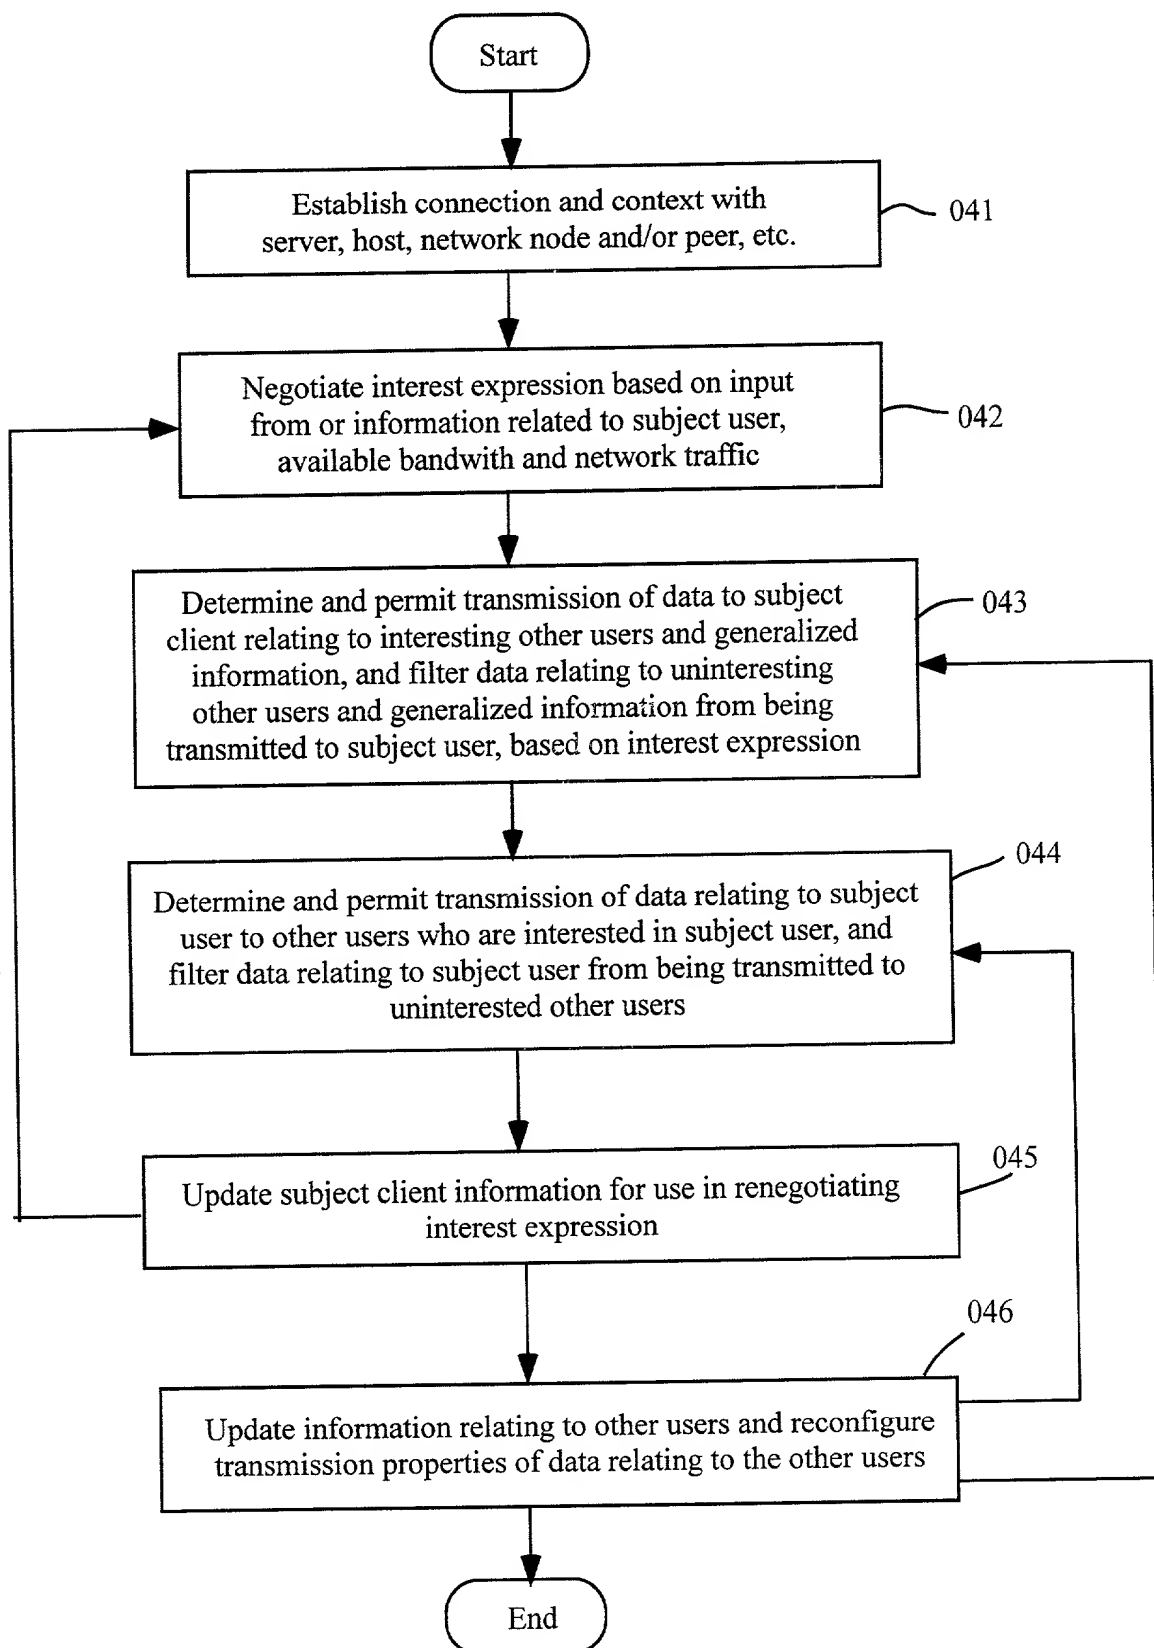 Start
Establish connection and context with
server, host, network node and/or peer, etc.
041
Negotiate interest expression based on input
from or information related to subject user,
available bandwith and network traffic
042
Determine and permit transmission of data to subject
client relating to interesting other users and generalized
information, and filter data relating to uninteresting
other users and generalized information from being
transmitted to subject user, based on interest expression
043
Determine and permit transmission of data relating to subject
user to other users who are interested in subject user, and
filter data relating to subject user from being transmitted to
uninterested other users
044
Update subject client information for use in renegotiating
interest expression
045
Update information relating to other users and reconfigure
transmission properties of data relating to the other users
046
End